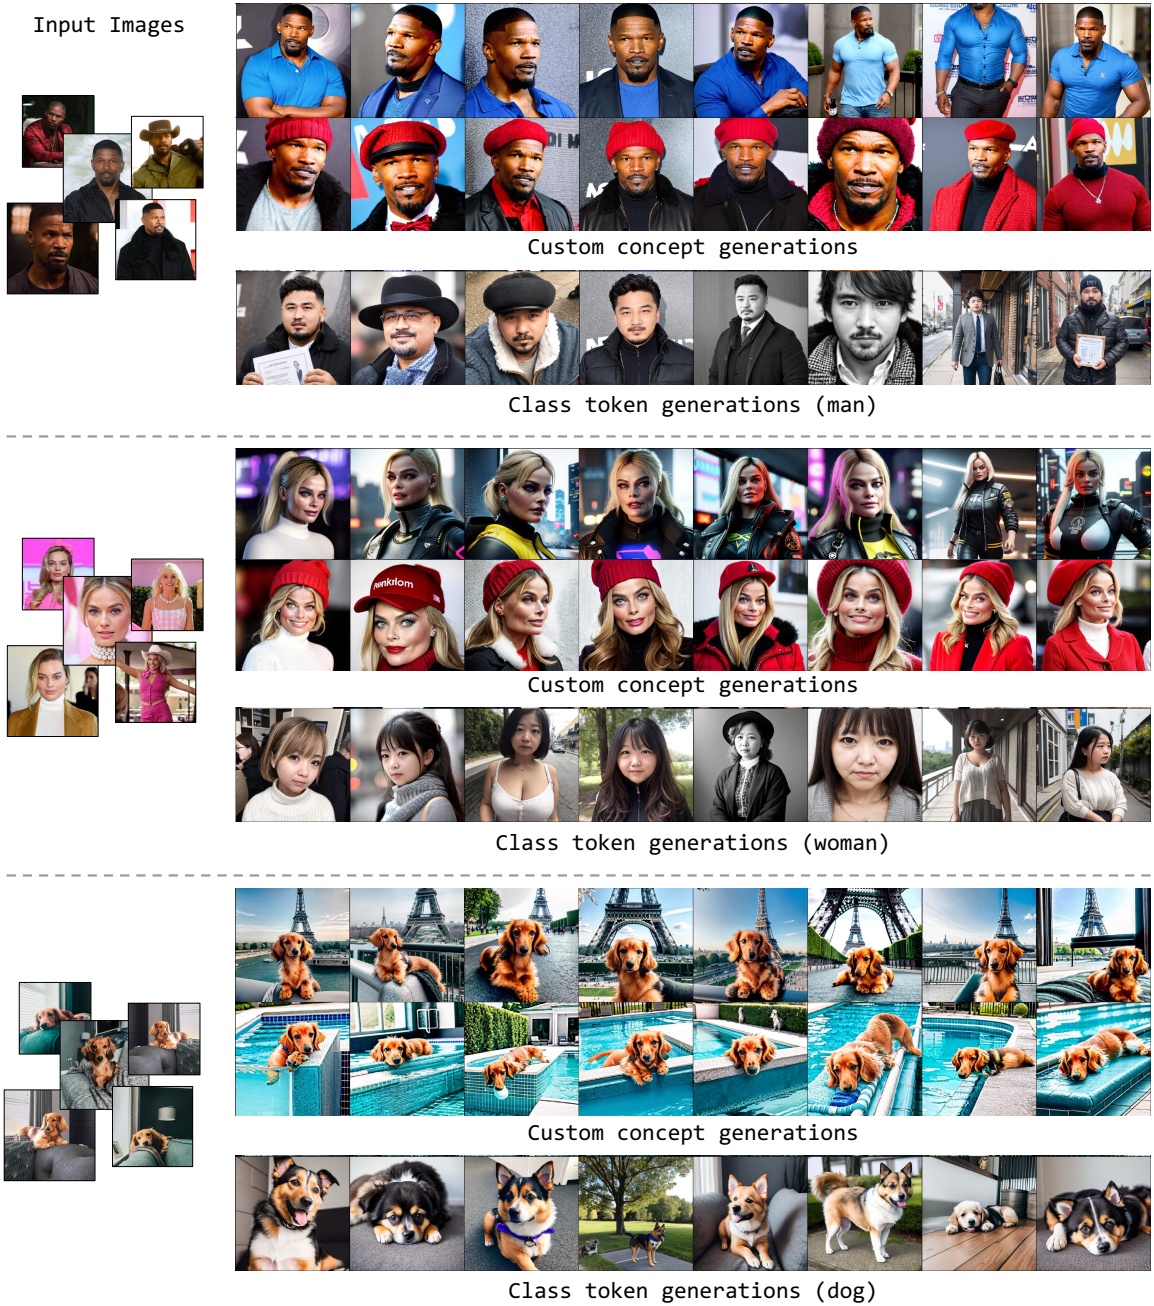 Input Images
Custom concept generations
Class token generations (man)
Custom concept generations
Class token generations (woman)
Custom concept generations
Class token generations (dog)